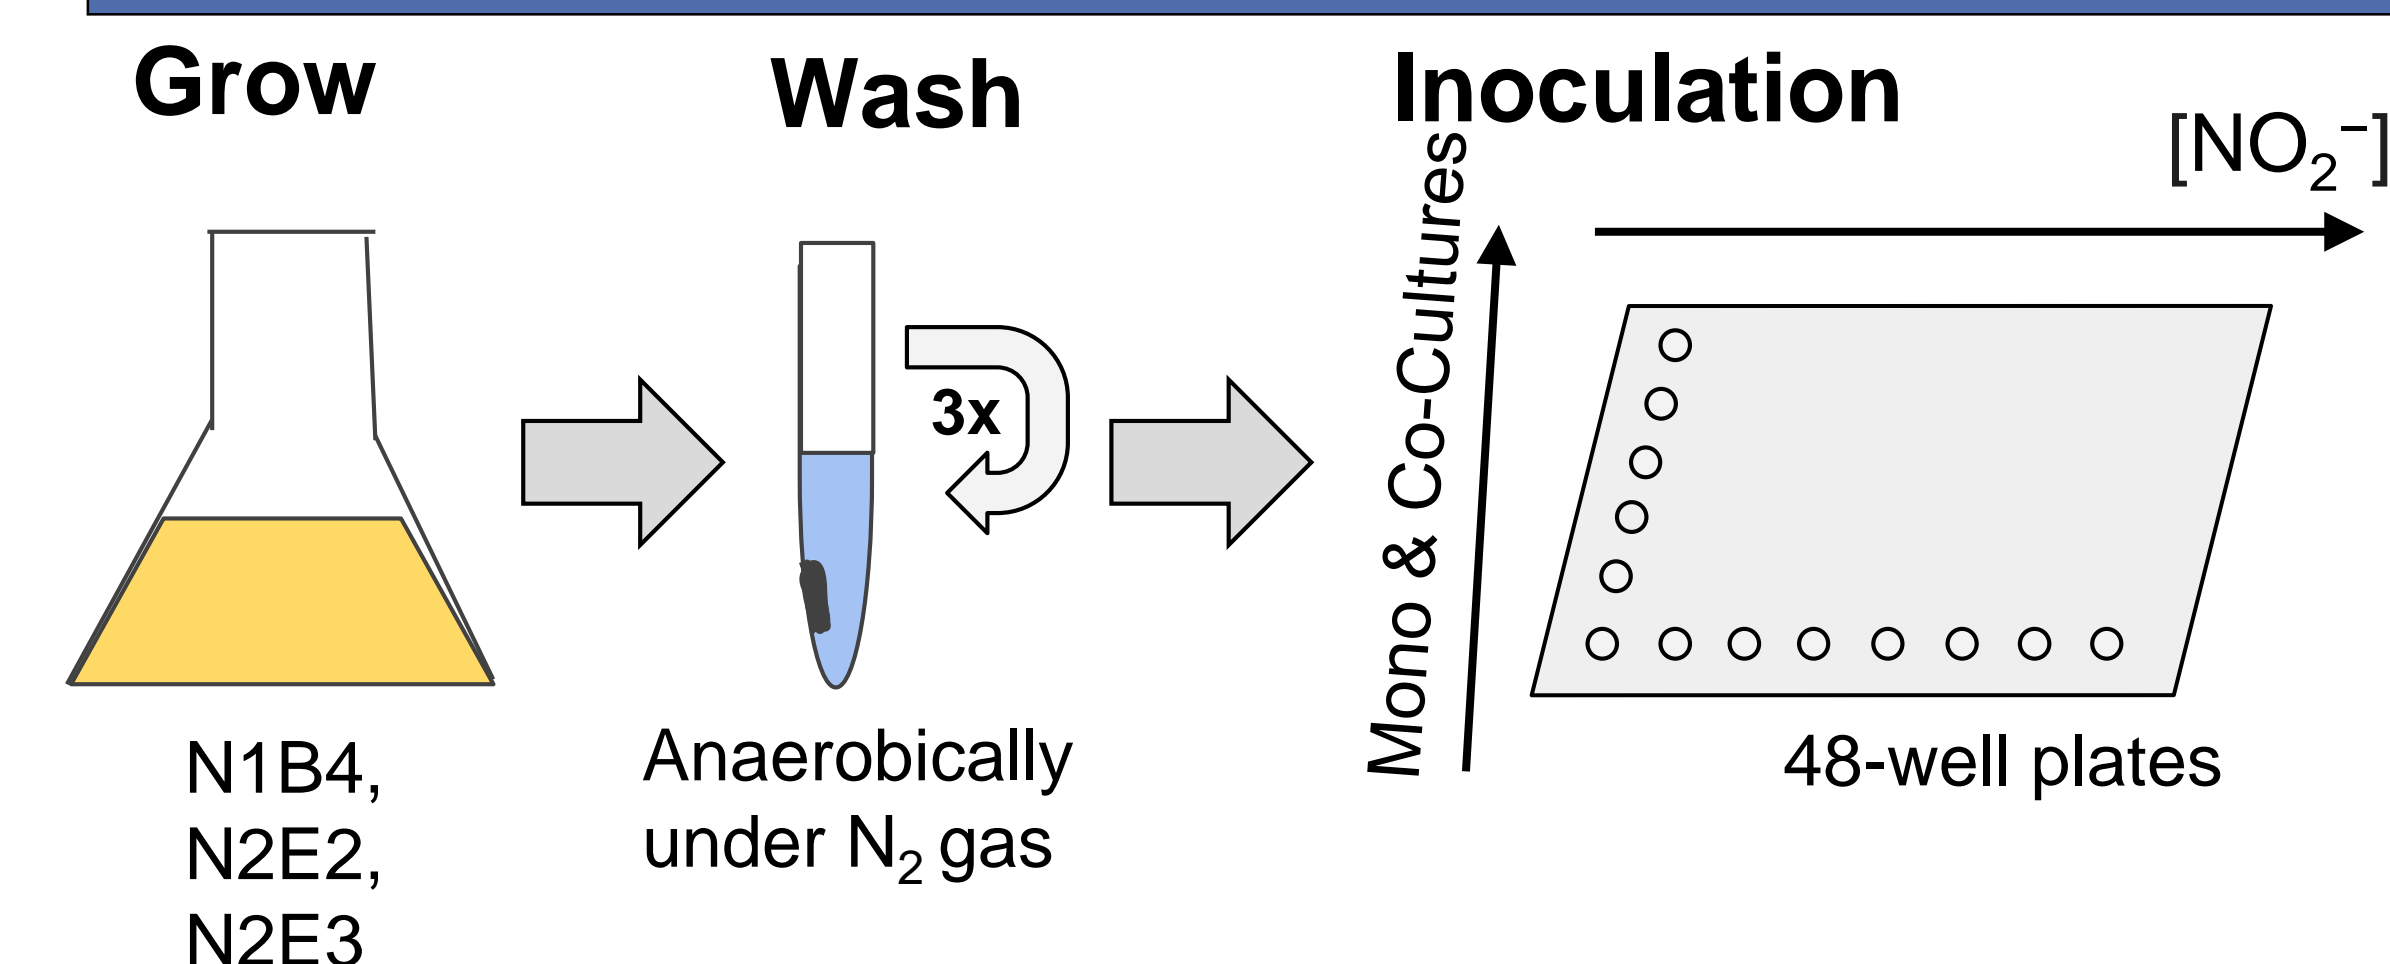 Grow
N1B4,
N2E2,
N2E3
Wash
3x
Anaerobically
under N₂ gas
Inoculation
[NO₂⁻]
Mono & Co-Cultures
48-well plates